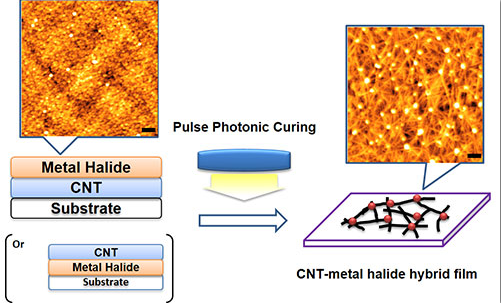 Pulse Photonic Curing
Metal Halide
CNT
Substrate
Or
CNT
Metal Halide
Substrate
CNT-metal halide hybrid film